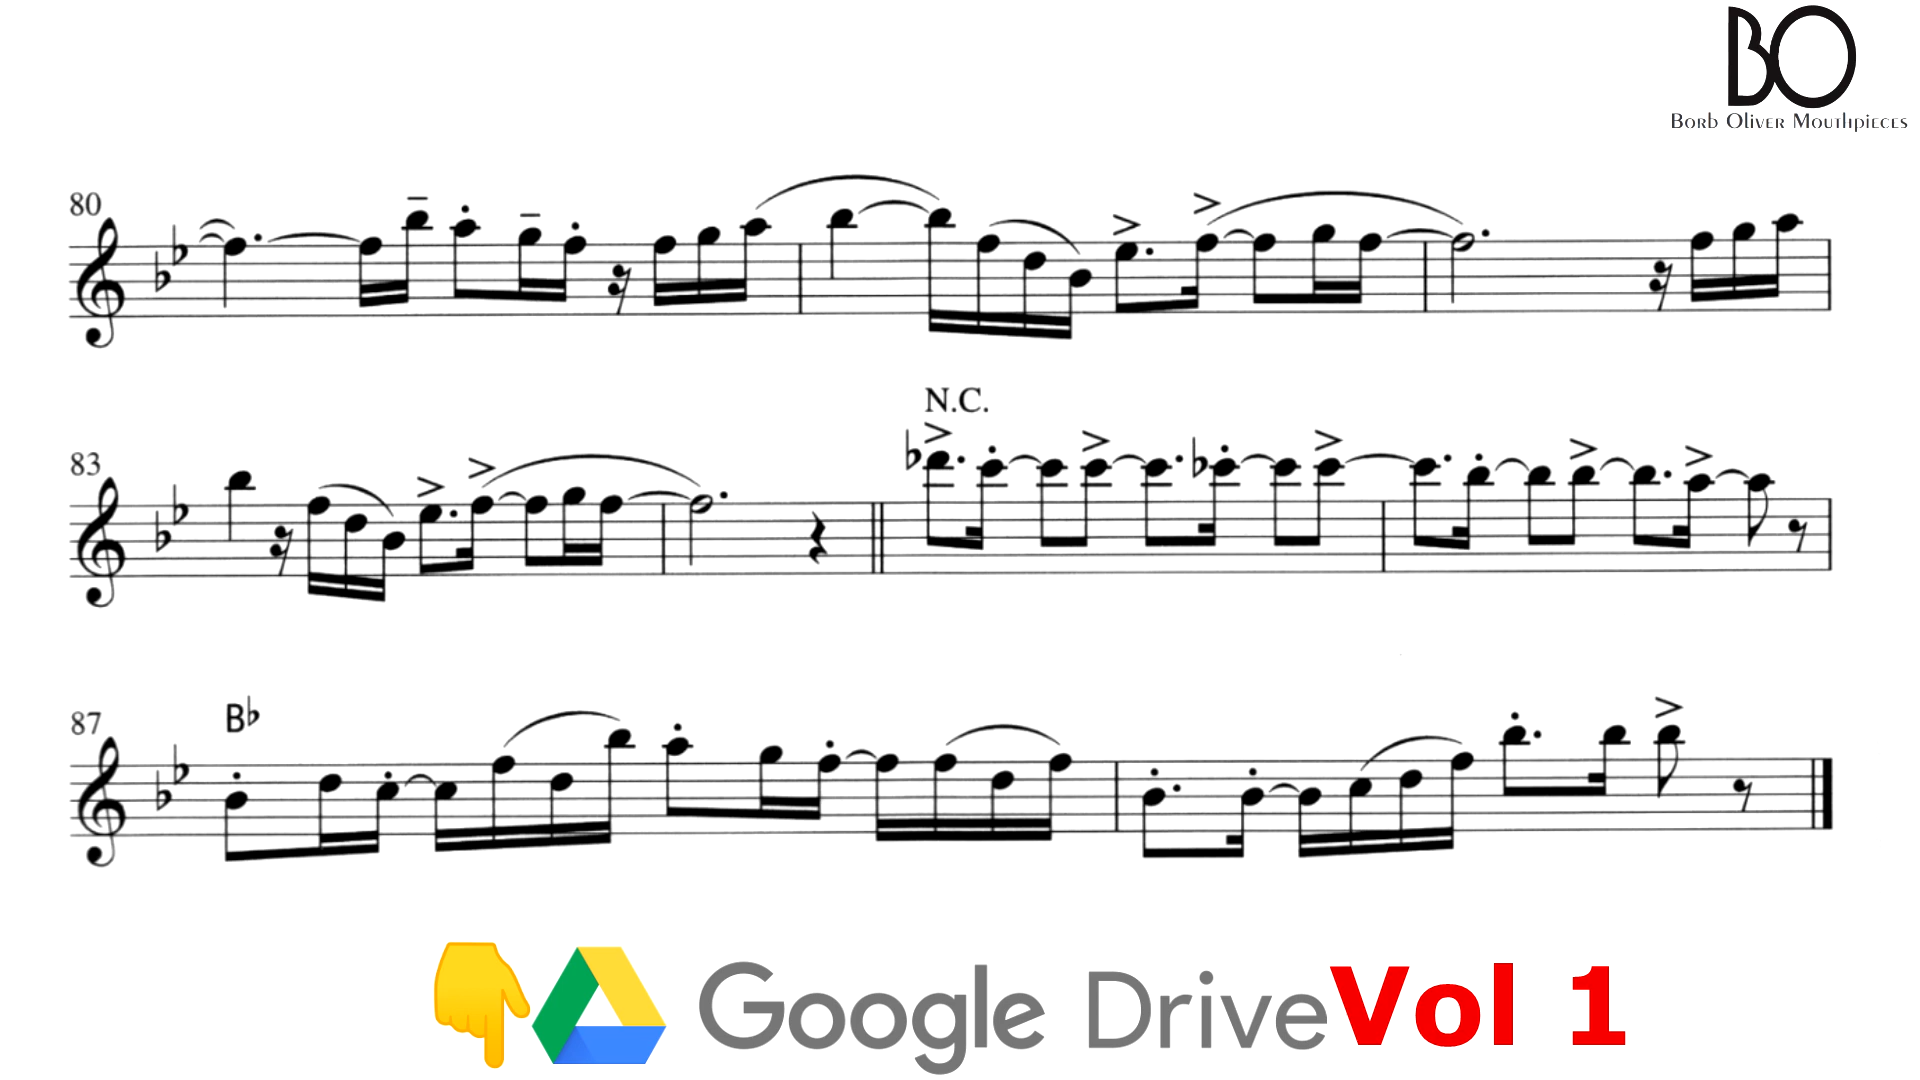 BO
Borb Oliver Mouthpieces
80
83
N.C.
87
B♭
Google Drive Vol 1